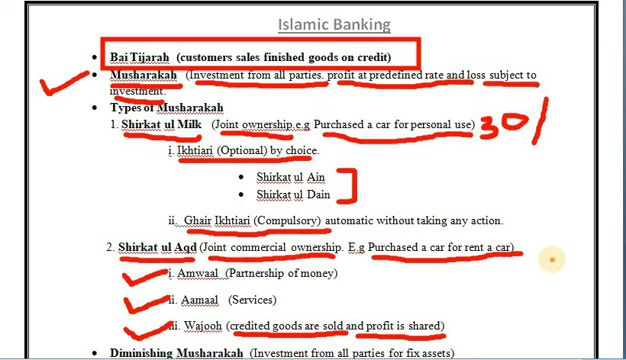 Islamic Banking
• Bai Tijarah (customers sales finished goods on credit)
• Musharakah (Investment from all parties, profit at predefined rate and loss subject to
investment.
• Types of Musharakah
1. Shirkat ul Milk (Joint ownership.e.g Purchased a car for personal use) 30/
i. Ikhtiari (Optional) by choice.
• Shirkat ul Ain
• Shirkat ul Dain
ii. Ghair Ikhtiari (Compulsory) automatic without taking any action.
2. Shirkat ul Aqd (Joint commercial ownership. E.g Purchased a car for rent a car)
i. Amwaal (Partnership of money)
ii. Aamaal (Services)
iii. Wajooh (credited goods are sold and profit is shared)
• Diminishing Musharakah (Investment from all parties for fix assets)